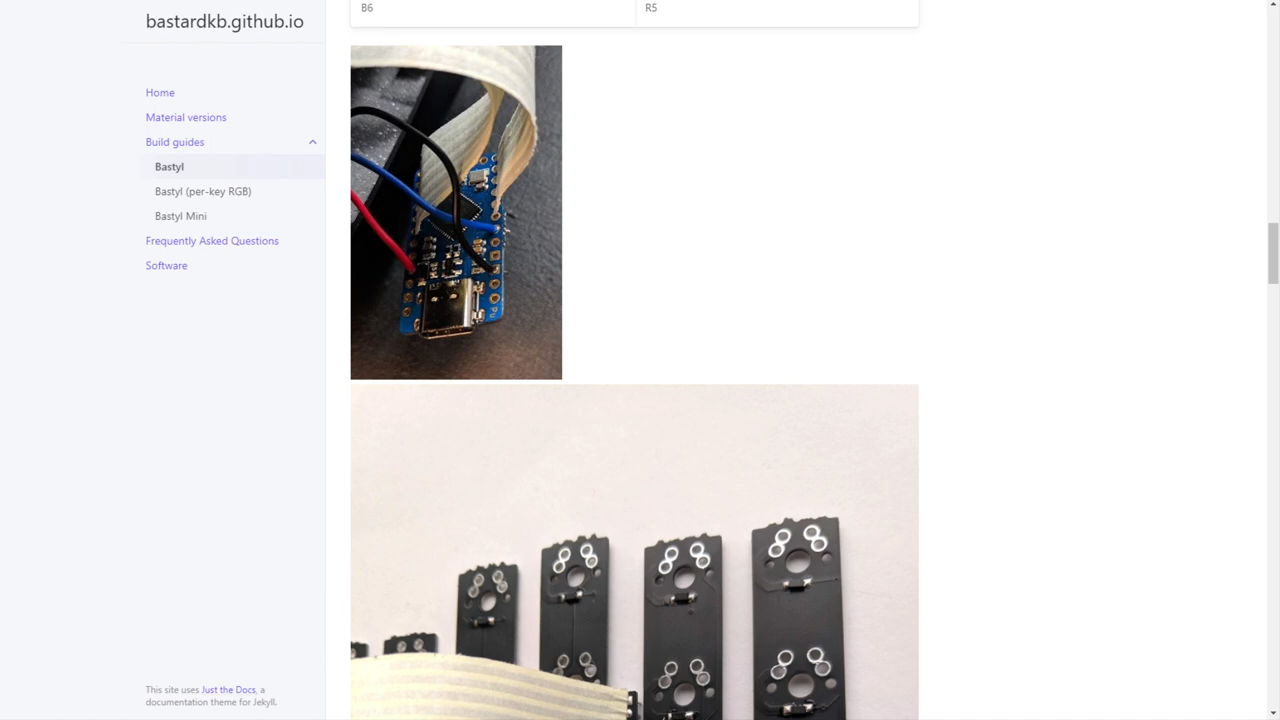 bastardkb.github.io
Home
Material versions
Build guides
Bastyl
Bastyl (per-key RGB)
Bastyl Mini
Frequently Asked Questions
Software
This site uses Just the Docs, a
documentation theme for Jekyll.
B6 R5